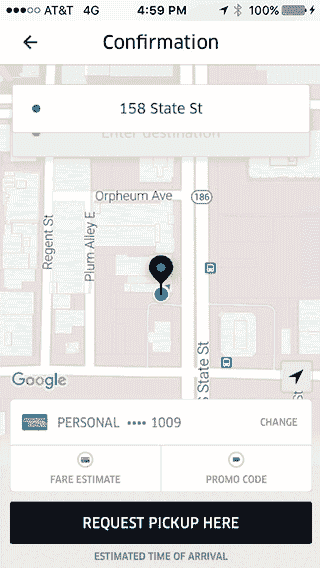 AT&T 4G 4:59 PM 100%
Confirmation
158 State St
Enter destination
Orpheum Ave
186
Regent St
Plum Alley E
S State St
St
Google
PERSONAL •••• 1009 CHANGE
FARE ESTIMATE PROMO CODE
REQUEST PICKUP HERE
ESTIMATED TIME OF ARRIVAL